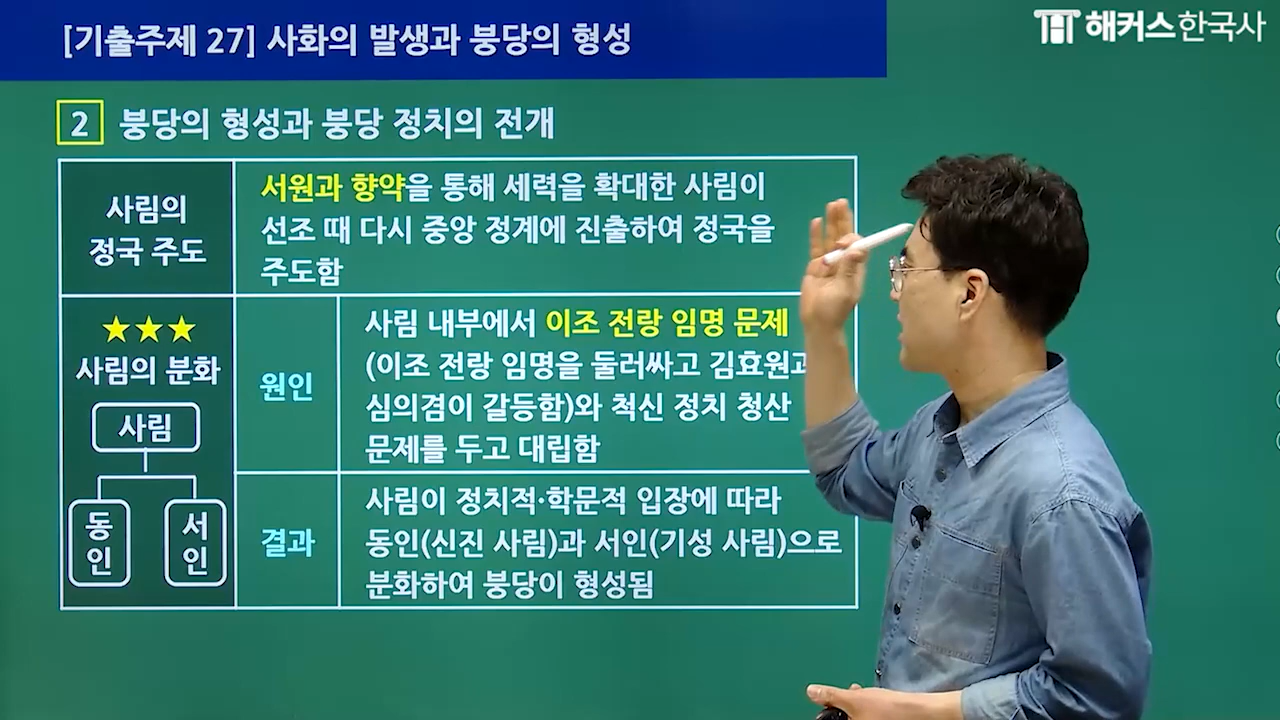 [기출주제 27] 사화의 발생과 붕당의 형성
해커스한국사
2 붕당의 형성과 붕당 정치의 전개
사림의
정국 주도
서원과 향약을 통해 세력을 확대한 사림이
선조 때 다시 중앙 정계에 진출하여 정국을
주도함
★★★
사림의 분화
사림
동인
서인
원인
사림 내부에서 이조 전랑 임명 문제
(이조 전랑 임명을 둘러싸고 김효원과
심의겸이 갈등함)와 척신 정치 청산
문제를 두고 대립함
결과
사림이 정치적·학문적 입장에 따라
동인(신진 사림)과 서인(기성 사림)으로
분화하여 붕당이 형성됨